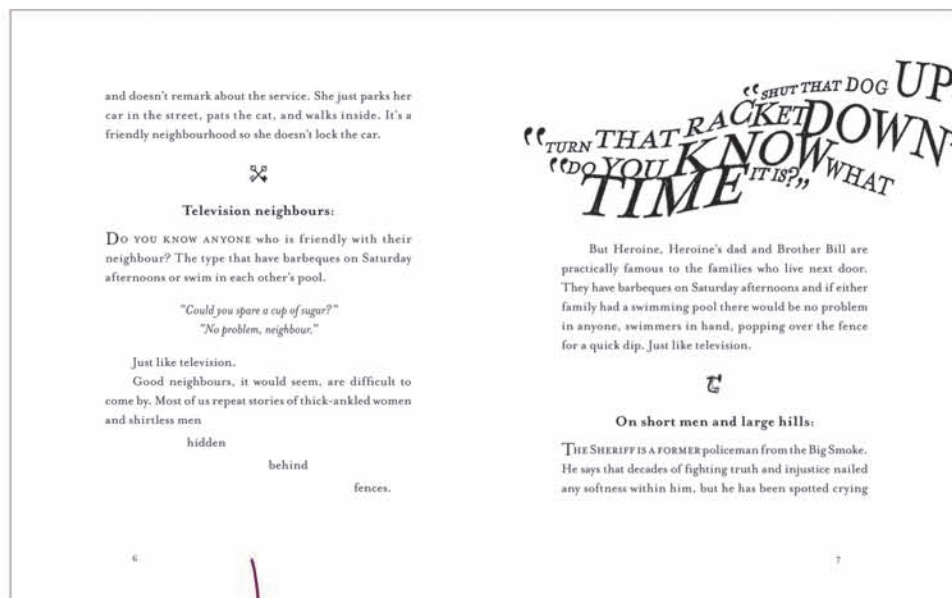 and doesn't remark about the service. She just parks her
car in the street, pats the cat, and walks inside. It's a
friendly neighbourhood so she doesn't lock the car.
Television neighbours:
DO YOU KNOW ANYONE who is friendly with their
neighbour? The type that have barbeques on Saturday
afternoons or swim in each other's pool.
"Could you spare a cup of sugar?"
"No problem, neighbour."
Just like television.
Good neighbours, it would seem, are difficult to
come by. Most of us repeat stories of thick-ankled women
and shirtless men
hidden
behind
fences.
6
“SHUT THAT DOG UP
“TURN THAT RACKET DOWN
“DO YOU KNOW WHAT
TIME IT IS?”
But Heroine, Heroine's dad and Brother Bill are
practically famous to the families who live next door.
They have barbeques on Saturday afternoons and if either
family had a swimming pool there would be no problem
in anyone, swimmers in hand, popping over the fence
for a quick dip. Just like television.
On short men and large hills:
THE SHERIFF IS A FORMER policeman from the Big Smoke.
He says that decades of fighting truth and injustice nailed
any softness within him, but he has been spotted crying
7